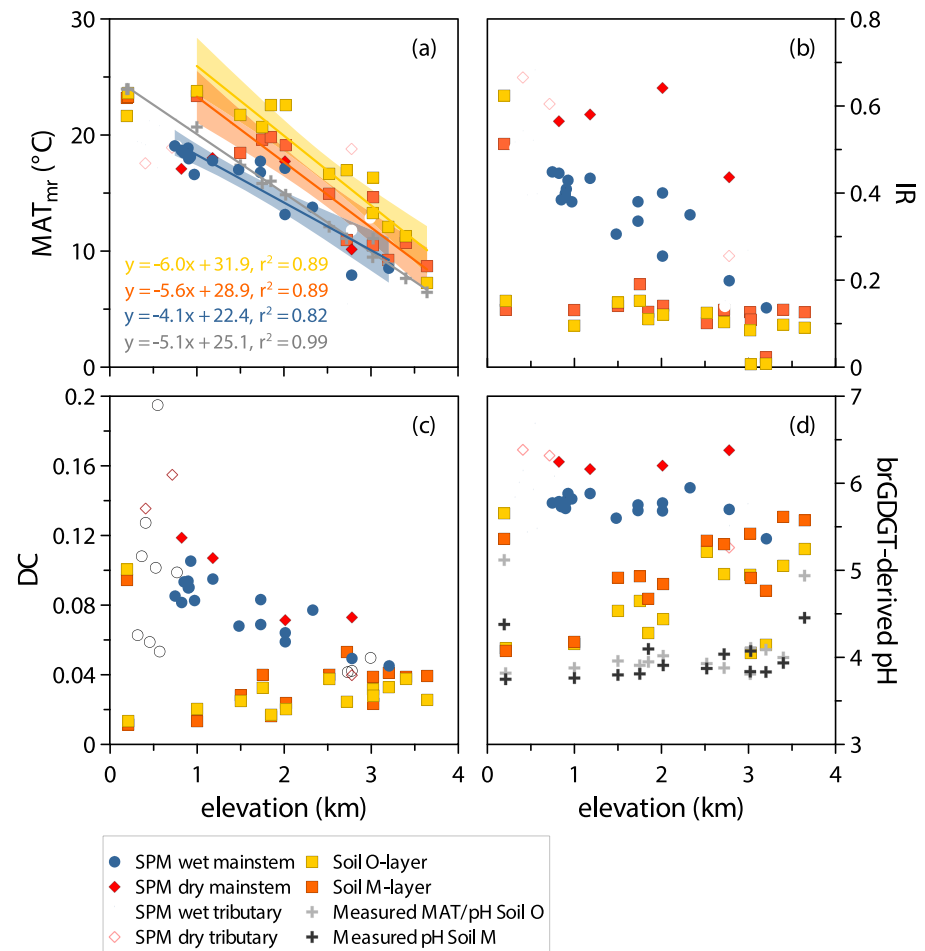 30
20
10
0
MATmr (°C)
(a)
y = -6.0x + 31.9, r² = 0.89
y = -5.6x + 28.9, r² = 0.89
y = -4.1x + 22.4, r² = 0.82
y = -5.1x + 25.1, r² = 0.99
(b)
0.8
0.6
0.4
0.2
0
IR
0.2
0.16
0.12
0.08
0.04
0
DC
(c)
0 1 2 3 4
elevation (km)
(d)
7
6
5
4
3
brGDGT-derived pH
0 1 2 3 4
elevation (km)
SPM wet mainstem
SPM dry mainstem
SPM wet tributary
SPM dry tributary
Soil O-layer
Soil M-layer
Measured MAT/pH Soil O
Measured pH Soil M